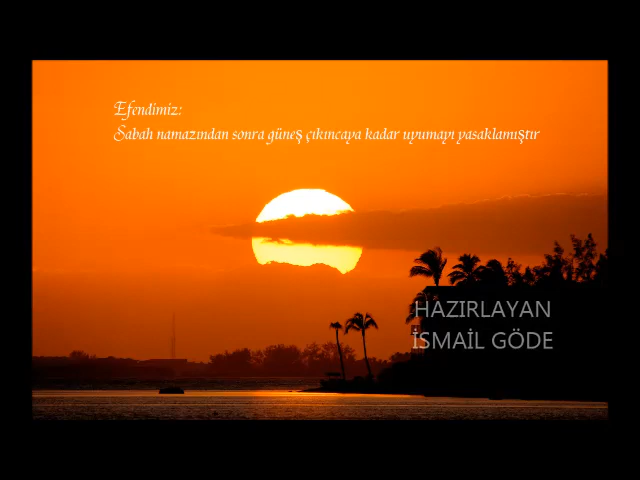 Efendimiz:
Sabah namazından sonra güneş çıkıncaya kadar uyumayı yasaklamıştır
HAZIRLAYAN
İSMAİL GÖDE